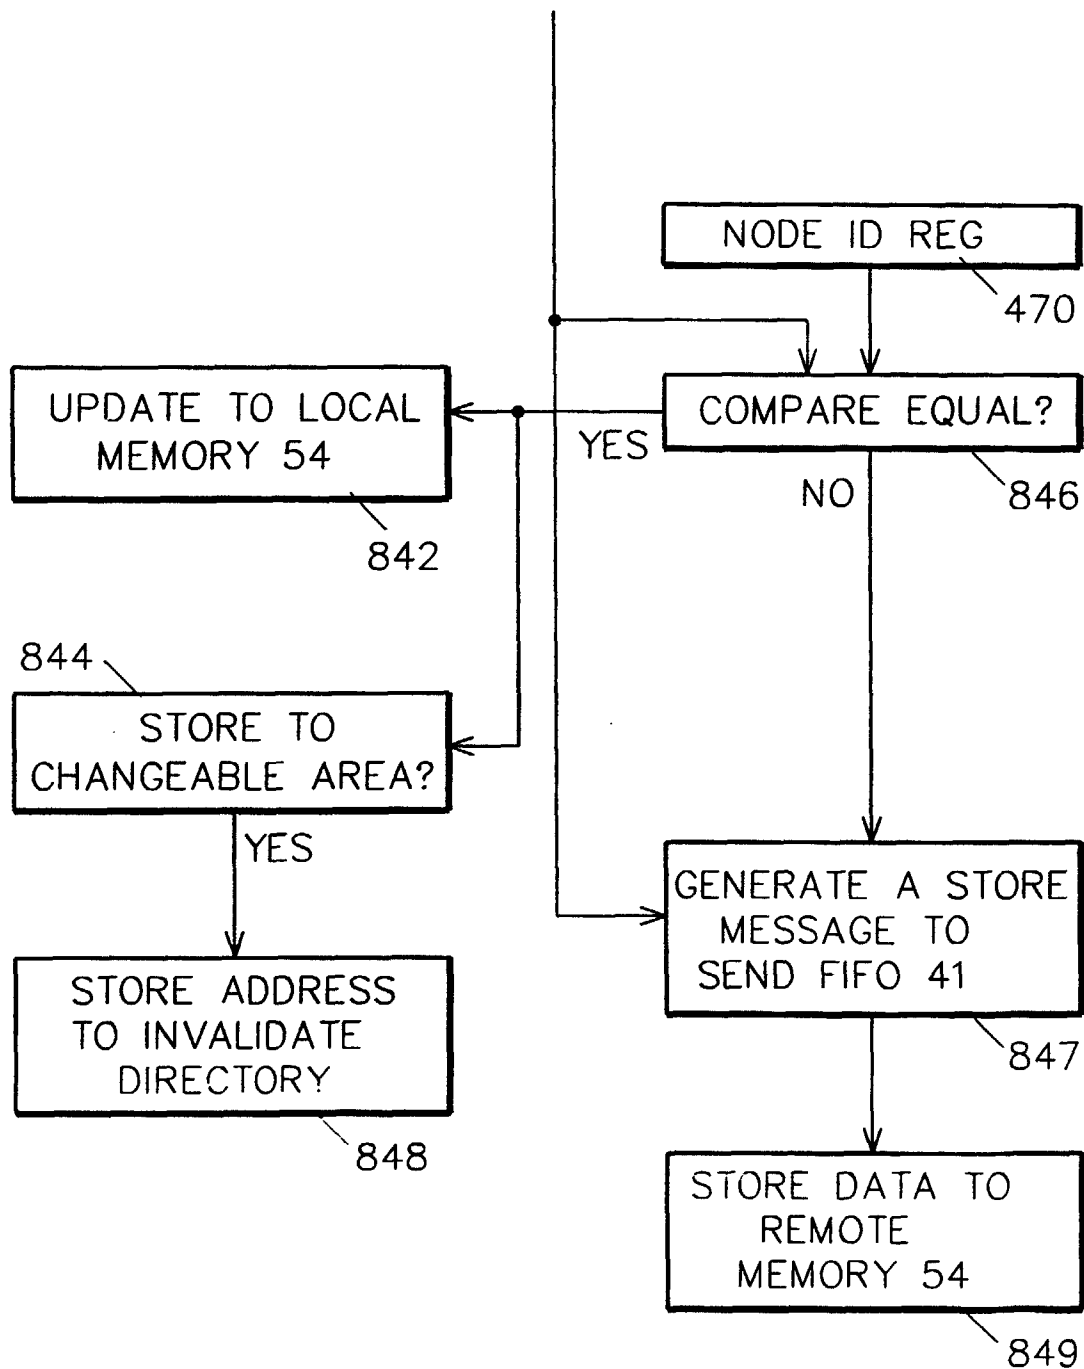 NODE ID REG
470
UPDATE TO LOCAL
MEMORY 54
842
COMPARE EQUAL?
846
YES
NO
844
STORE TO
CHANGEABLE AREA?
YES
STORE ADDRESS
TO INVALIDATE
DIRECTORY
848
GENERATE A STORE
MESSAGE TO
SEND FIFO 41
847
STORE DATA TO
REMOTE
MEMORY 54
849